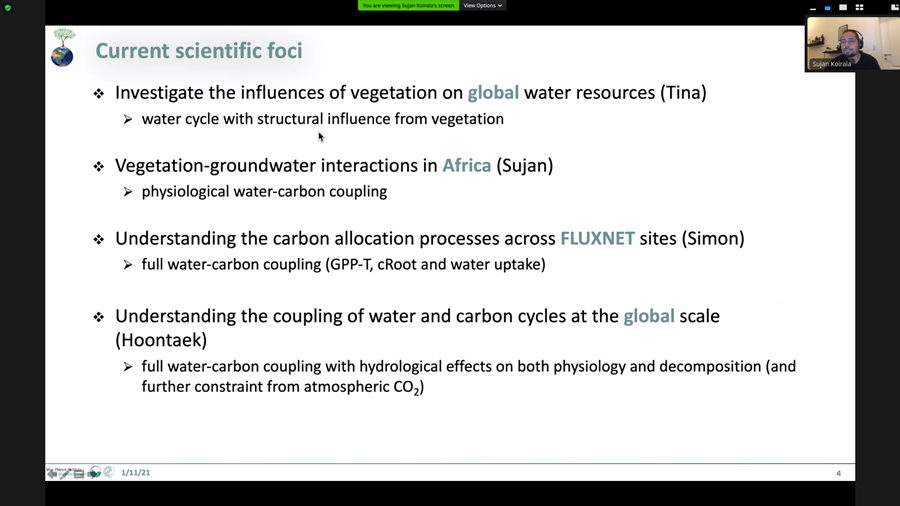 You are viewing Sujan Koirala's screen
View Options
Sujan Koirala
Current scientific foci
Investigate the influences of vegetation on global water resources (Tina)
water cycle with structural influence from vegetation
Vegetation-groundwater interactions in Africa (Sujan)
physiological water-carbon coupling
Understanding the carbon allocation processes across FLUXNET sites (Simon)
full water-carbon coupling (GPP-T, cRoot and water uptake)
Understanding the coupling of water and carbon cycles at the global scale
(Hoontaek)
full water-carbon coupling with hydrological effects on both physiology and decomposition (and
further constraint from atmospheric CO₂)
1/11/21
4